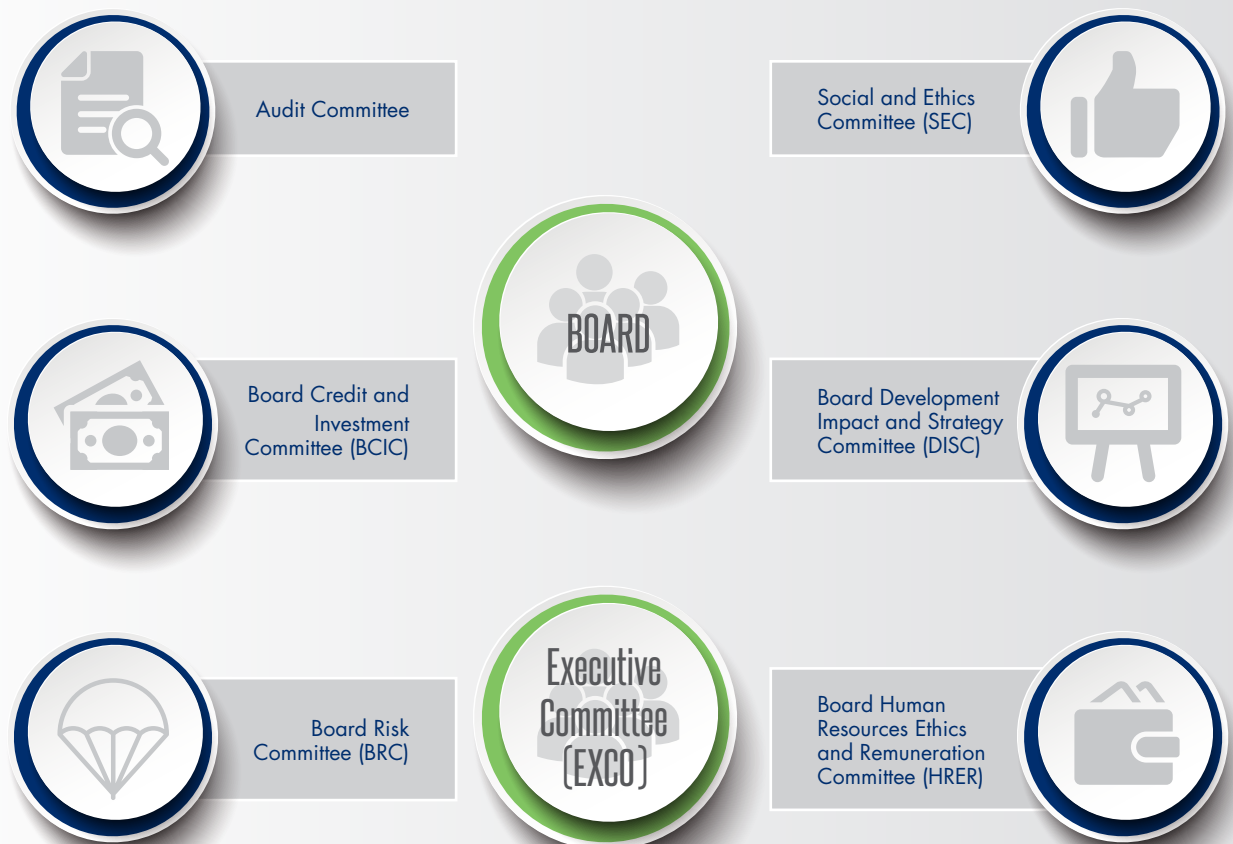 Audit Committee
Social and Ethics
Committee (SEC)
BOARD
Board Credit and
Investment
Committee (BCIC)
Board Development
Impact and Strategy
Committee (DISC)
Executive
Committee
(EXCO)
Board Risk
Committee (BRC)
Board Human
Resources Ethics
and Remuneration
Committee (HRER)